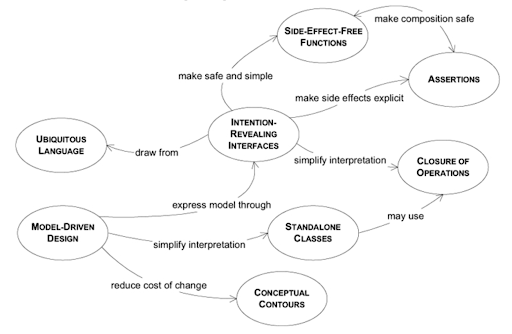 make composition safe
SIDE-EFFECT-FREE
FUNCTIONS
make safe and simple
ASSERTIONS
make side effects explicit
INTENTION-
REVEALING
INTERFACES
UBIQUITOUS
LANGUAGE
draw from
simplify interpretation
CLOSURE OF
OPERATIONS
express model through
may use
MODEL-DRIVEN
DESIGN
simplify interpretation
STANDALONE
CLASSES
reduce cost of change
CONCEPTUAL
CONTOURS